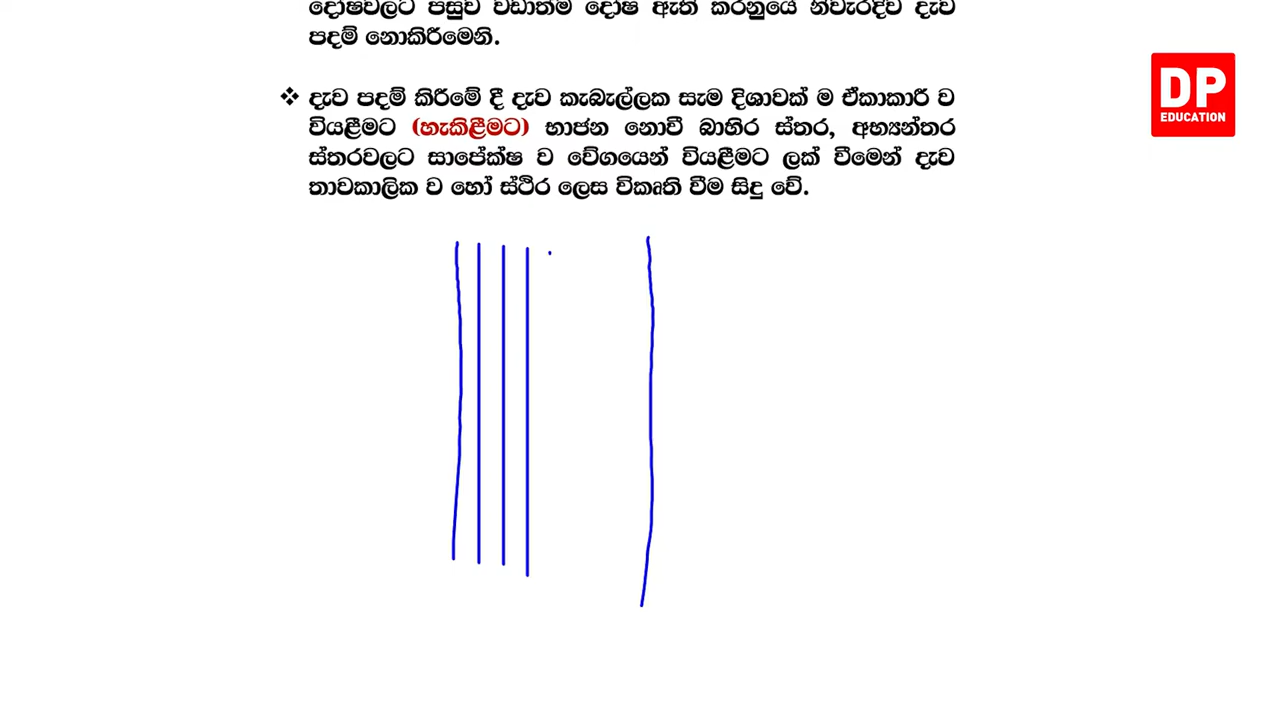 දෝෂවලට පසුව වඩාත්ම දෝෂ ඇති කරනුයේ නිවැරදිව දැව
පදම් නොකිරීමෙනි.
❖ දැව පදම් කිරීමේ දී දැව කැබැල්ලක සැම දිශාවක් ම ඒකාකාරී ව
වියළීමට (හැකිළීමට) භාජන නොවී බාහිර ස්තර, අභ්‍යන්තර
ස්තරවලට සාපේක්ෂ ව වේගයෙන් වියළීමට ලක් වීමෙන් දැව
තාවකාලික ව හෝ ස්ථිර ලෙස විකෘති වීම සිදු වේ.
DP
EDUCATION